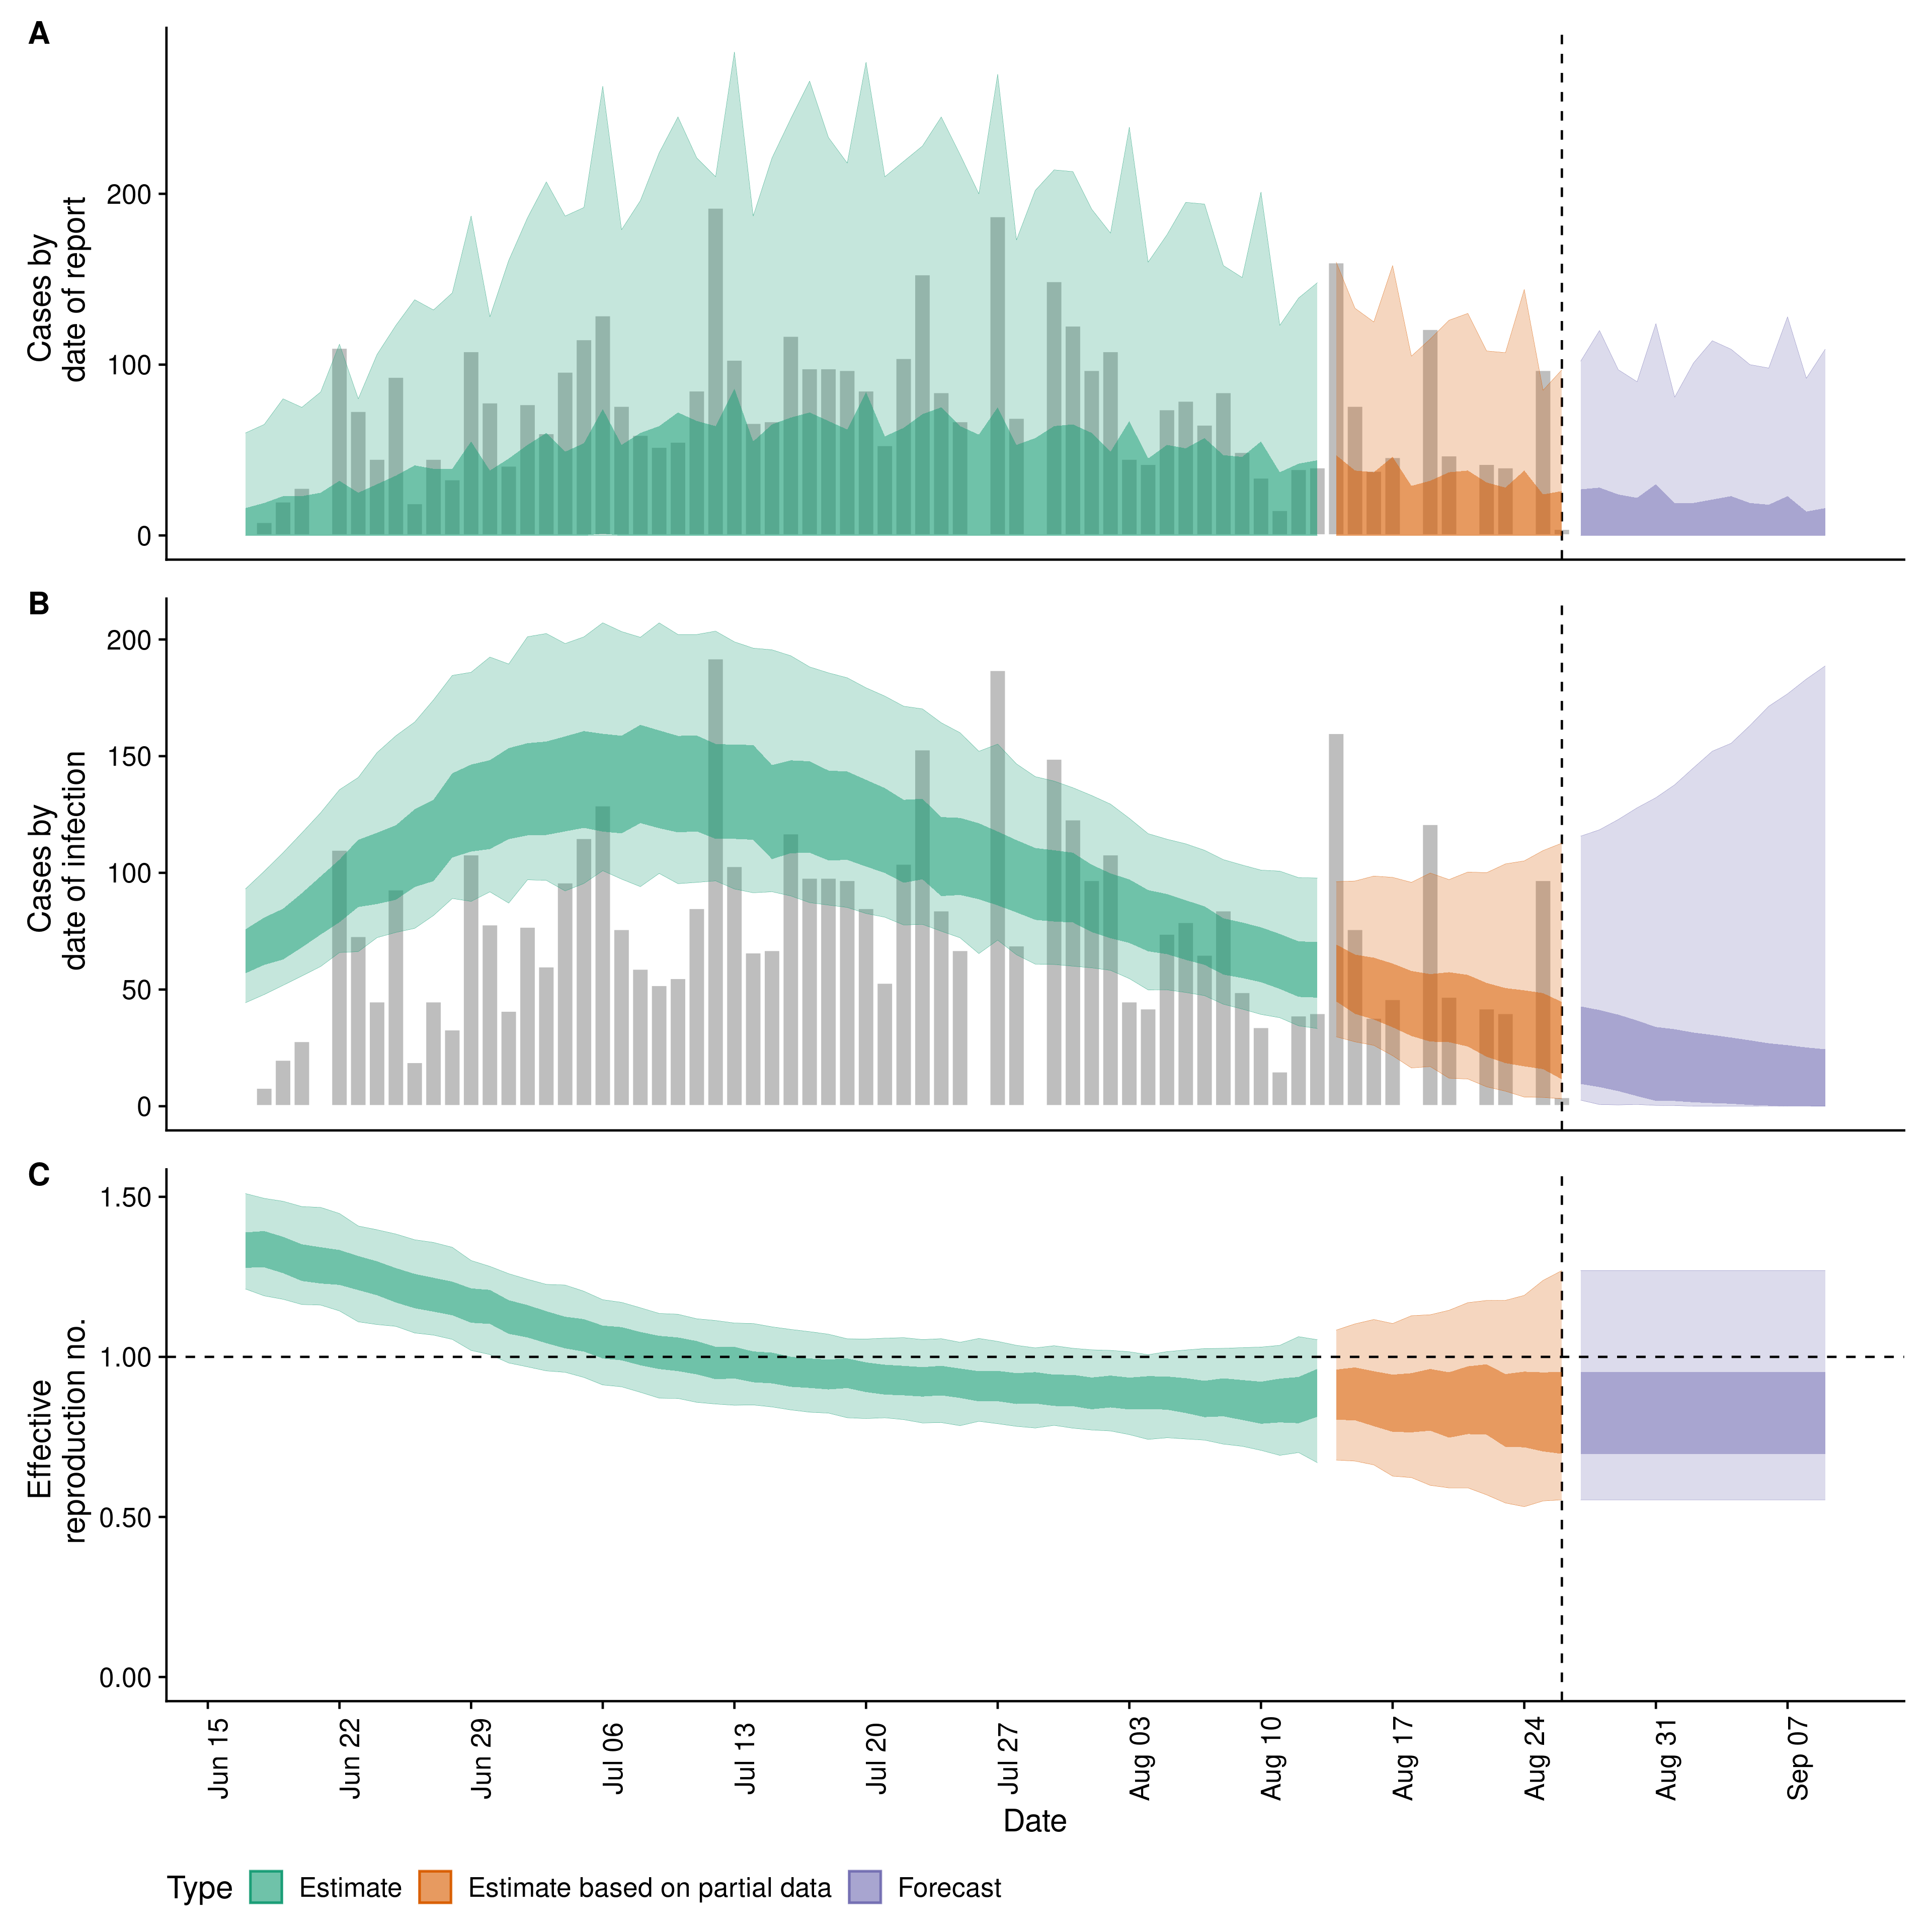 A
Cases by
date of report
200
100
0
B
Cases by
date of infection
200
150
100
50
0
C
Effective
reproduction no.
1.50
1.00
0.50
0.00
Jun 15
Jun 22
Jun 29
Jul 06
Jul 13
Jul 20
Jul 27
Aug 03
Aug 10
Aug 17
Aug 24
Aug 31
Sep 07
Date
Type Estimate Estimate based on partial data Forecast